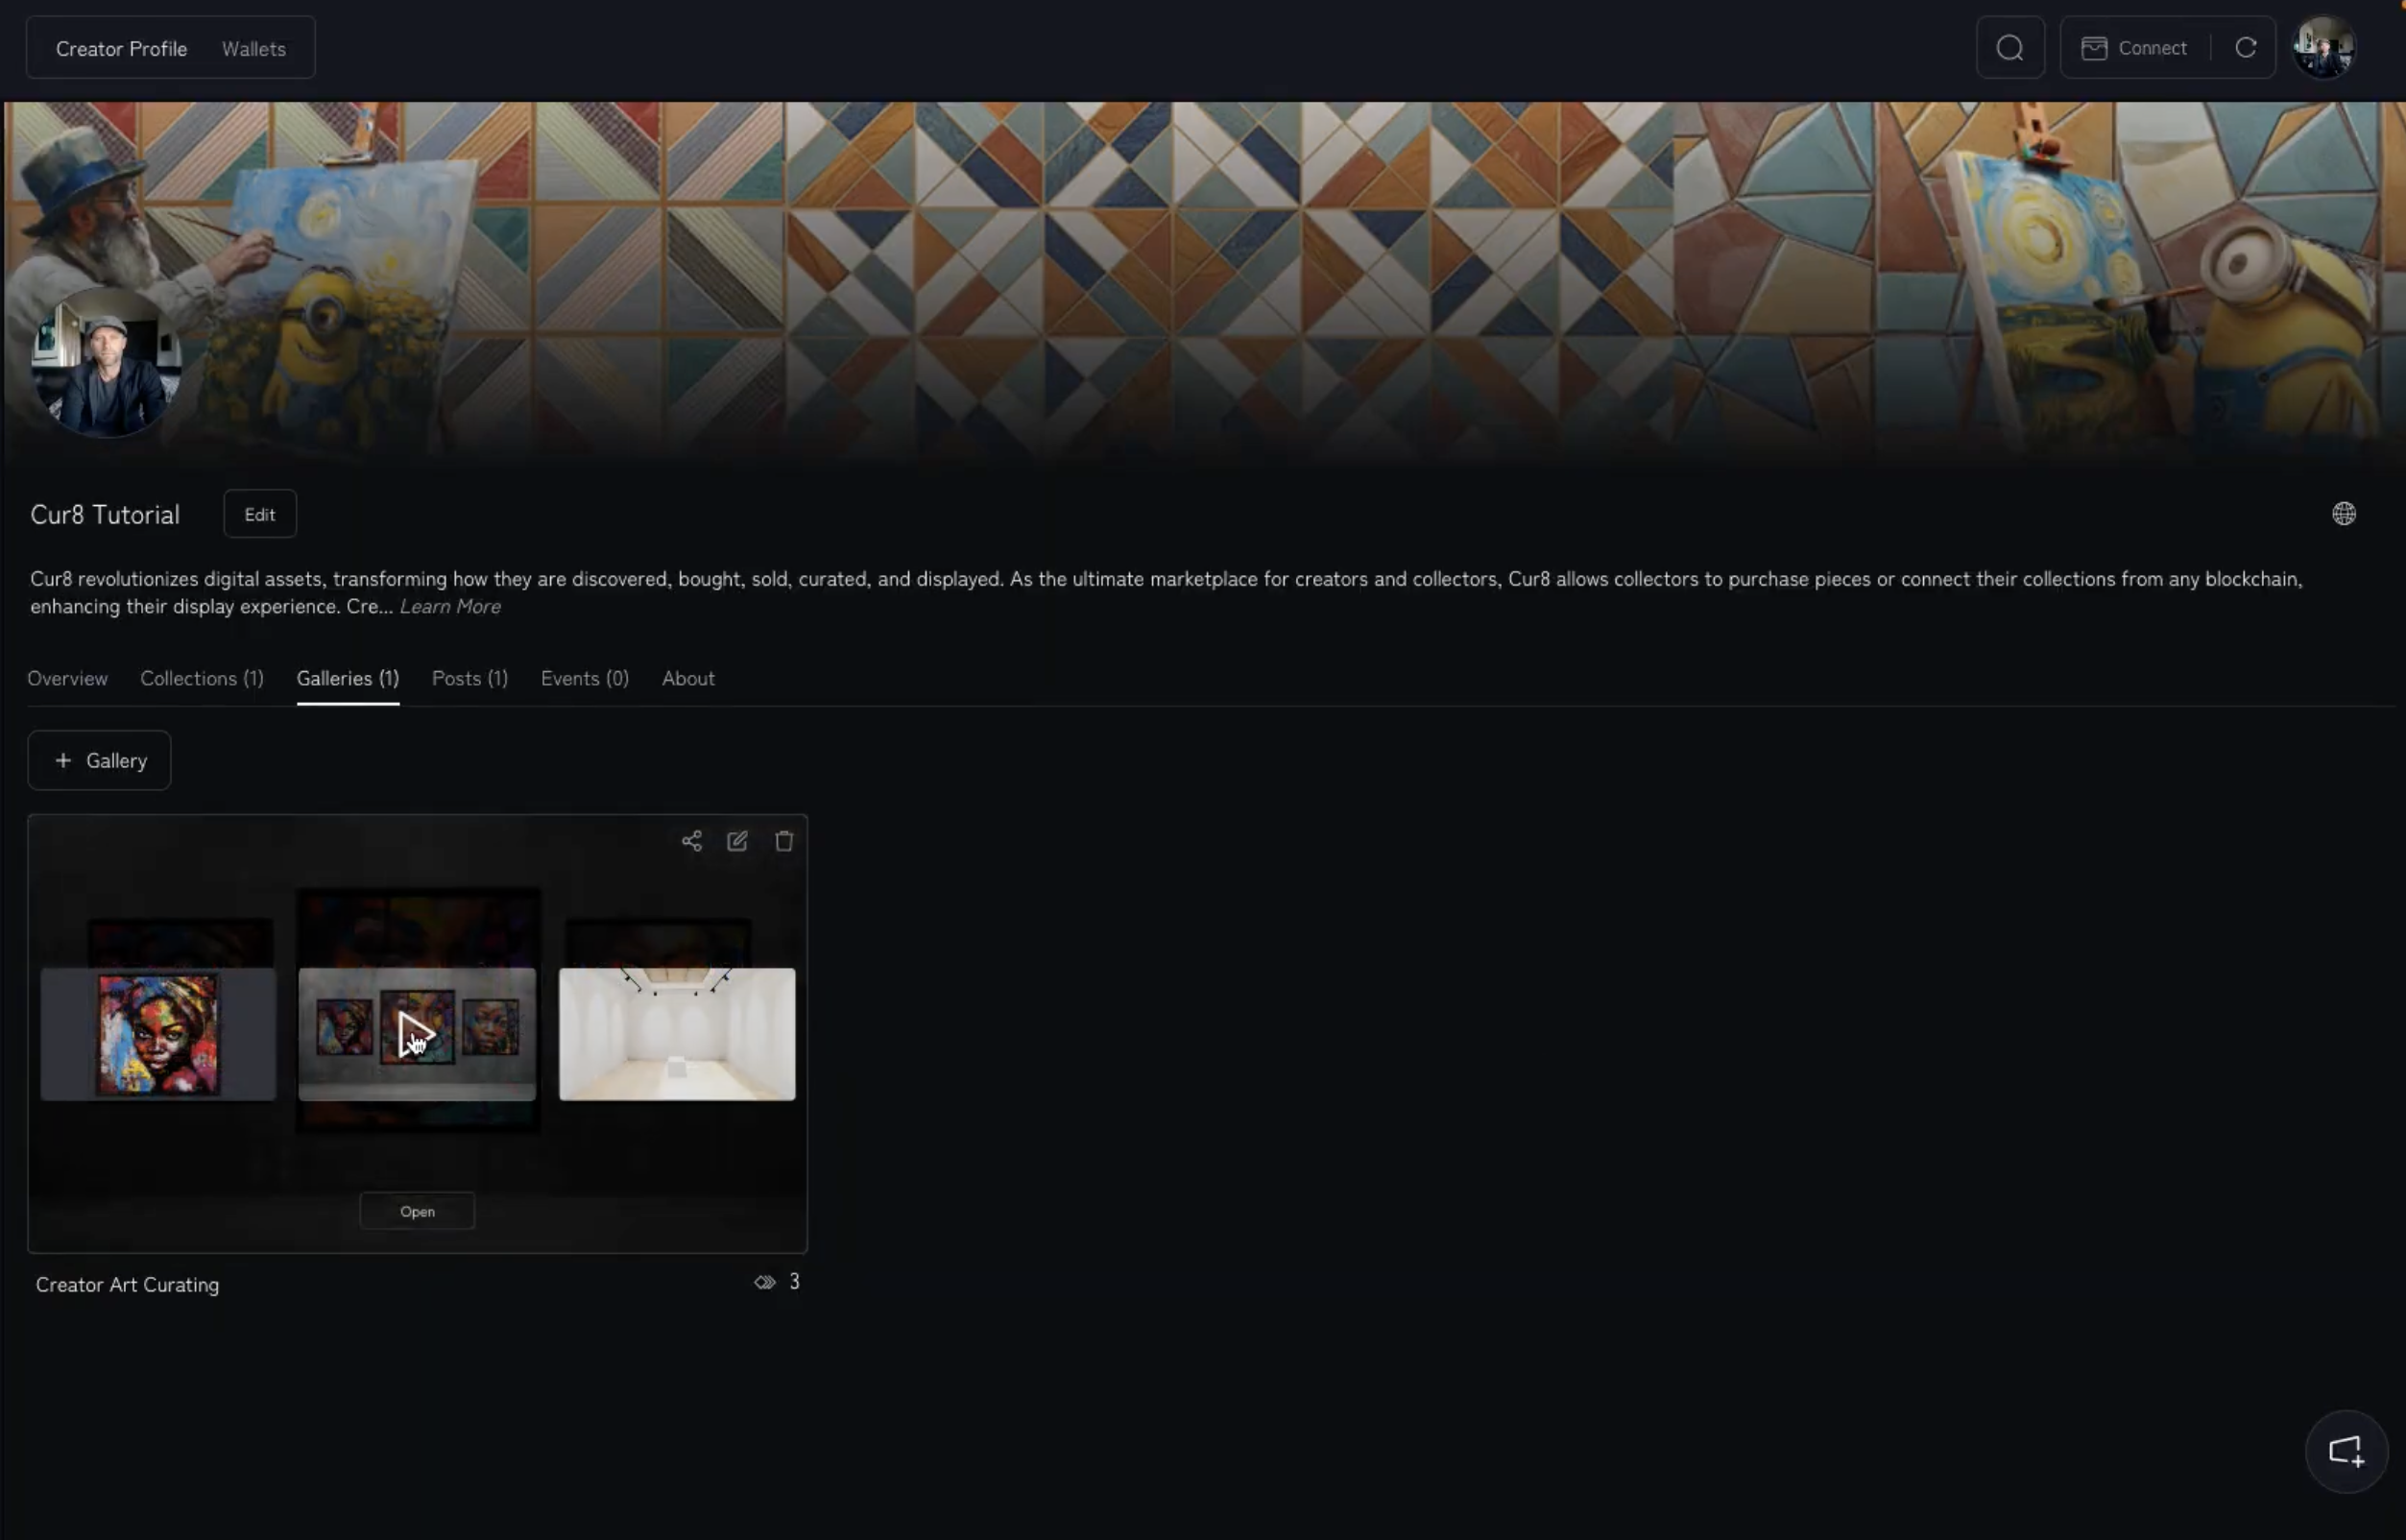 Creator Profile Wallets
Connect
Cur8 Tutorial Edit
Cur8 revolutionizes digital assets, transforming how they are discovered, bought, sold, curated, and displayed. As the ultimate marketplace for creators and collectors, Cur8 allows collectors to purchase pieces or connect their collections from any blockchain,
enhancing their display experience. Cre... Learn More
Overview Collections (1) Galleries (1) Posts (1) Events (0) About
+ Gallery
Open
Creator Art Curating 3